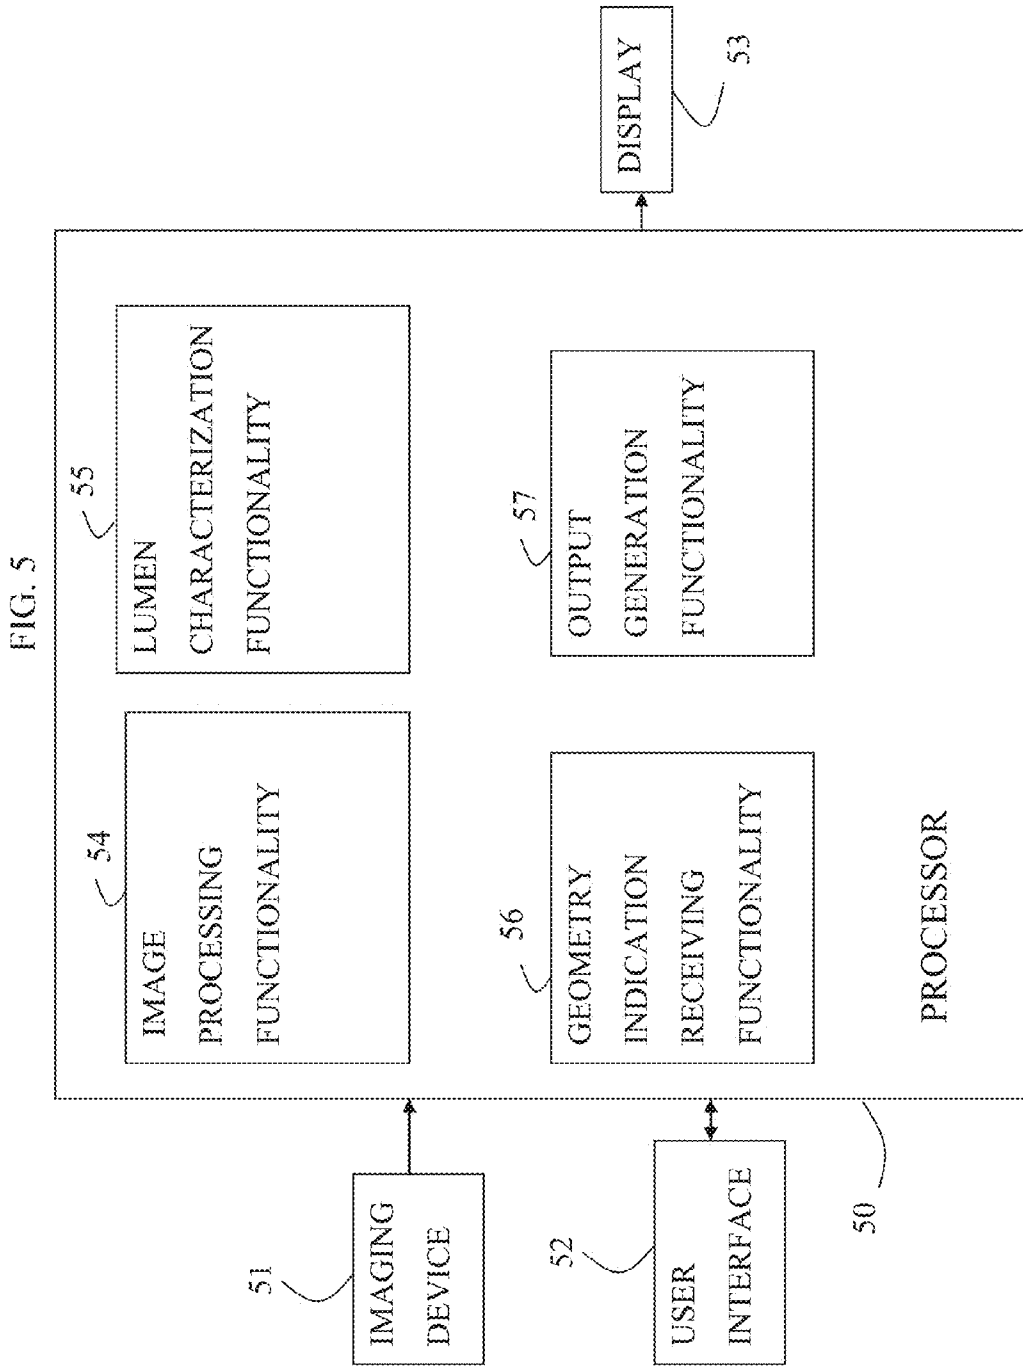 FIG. 5
54
IMAGE
PROCESSING
FUNCTIONALITY
55
LUMEN
CHARACTERIZATION
FUNCTIONALITY
51
IMAGING
DEVICE
56
GEOMETRY
INDICATION
RECEIVING
FUNCTIONALITY
57
OUTPUT
GENERATION
FUNCTIONALITY
DISPLAY
53
52
USER
INTERFACE
50
PROCESSOR